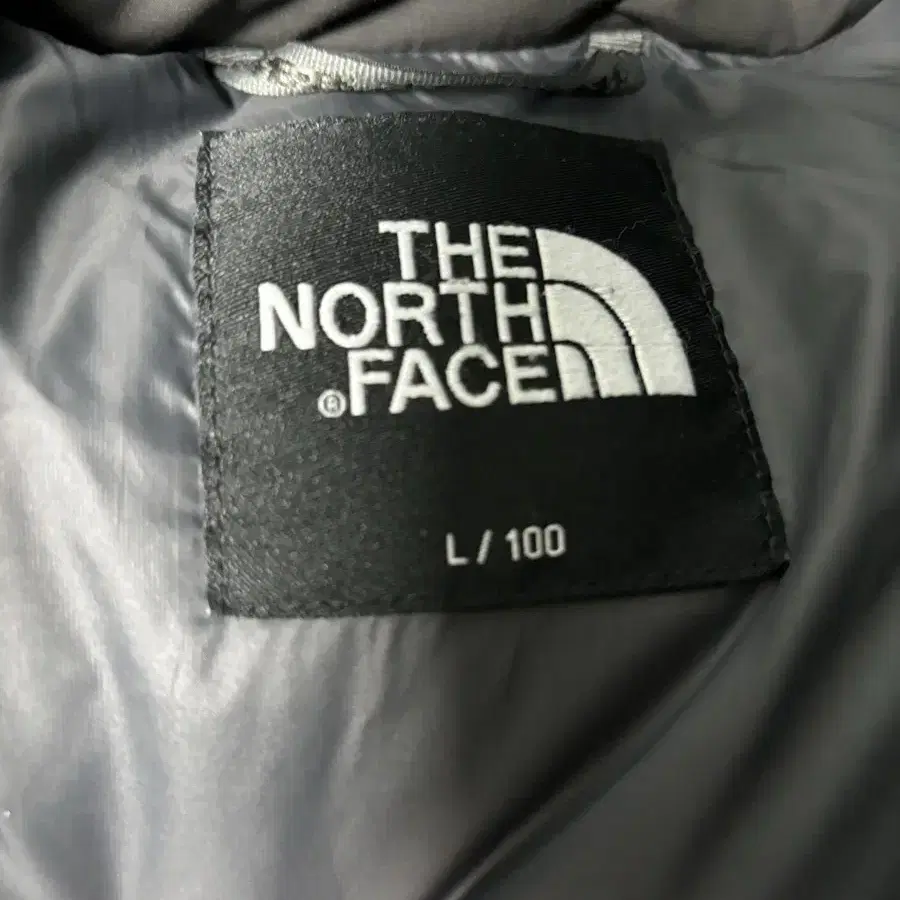 THE
NORTH
FACE
®
L / 100